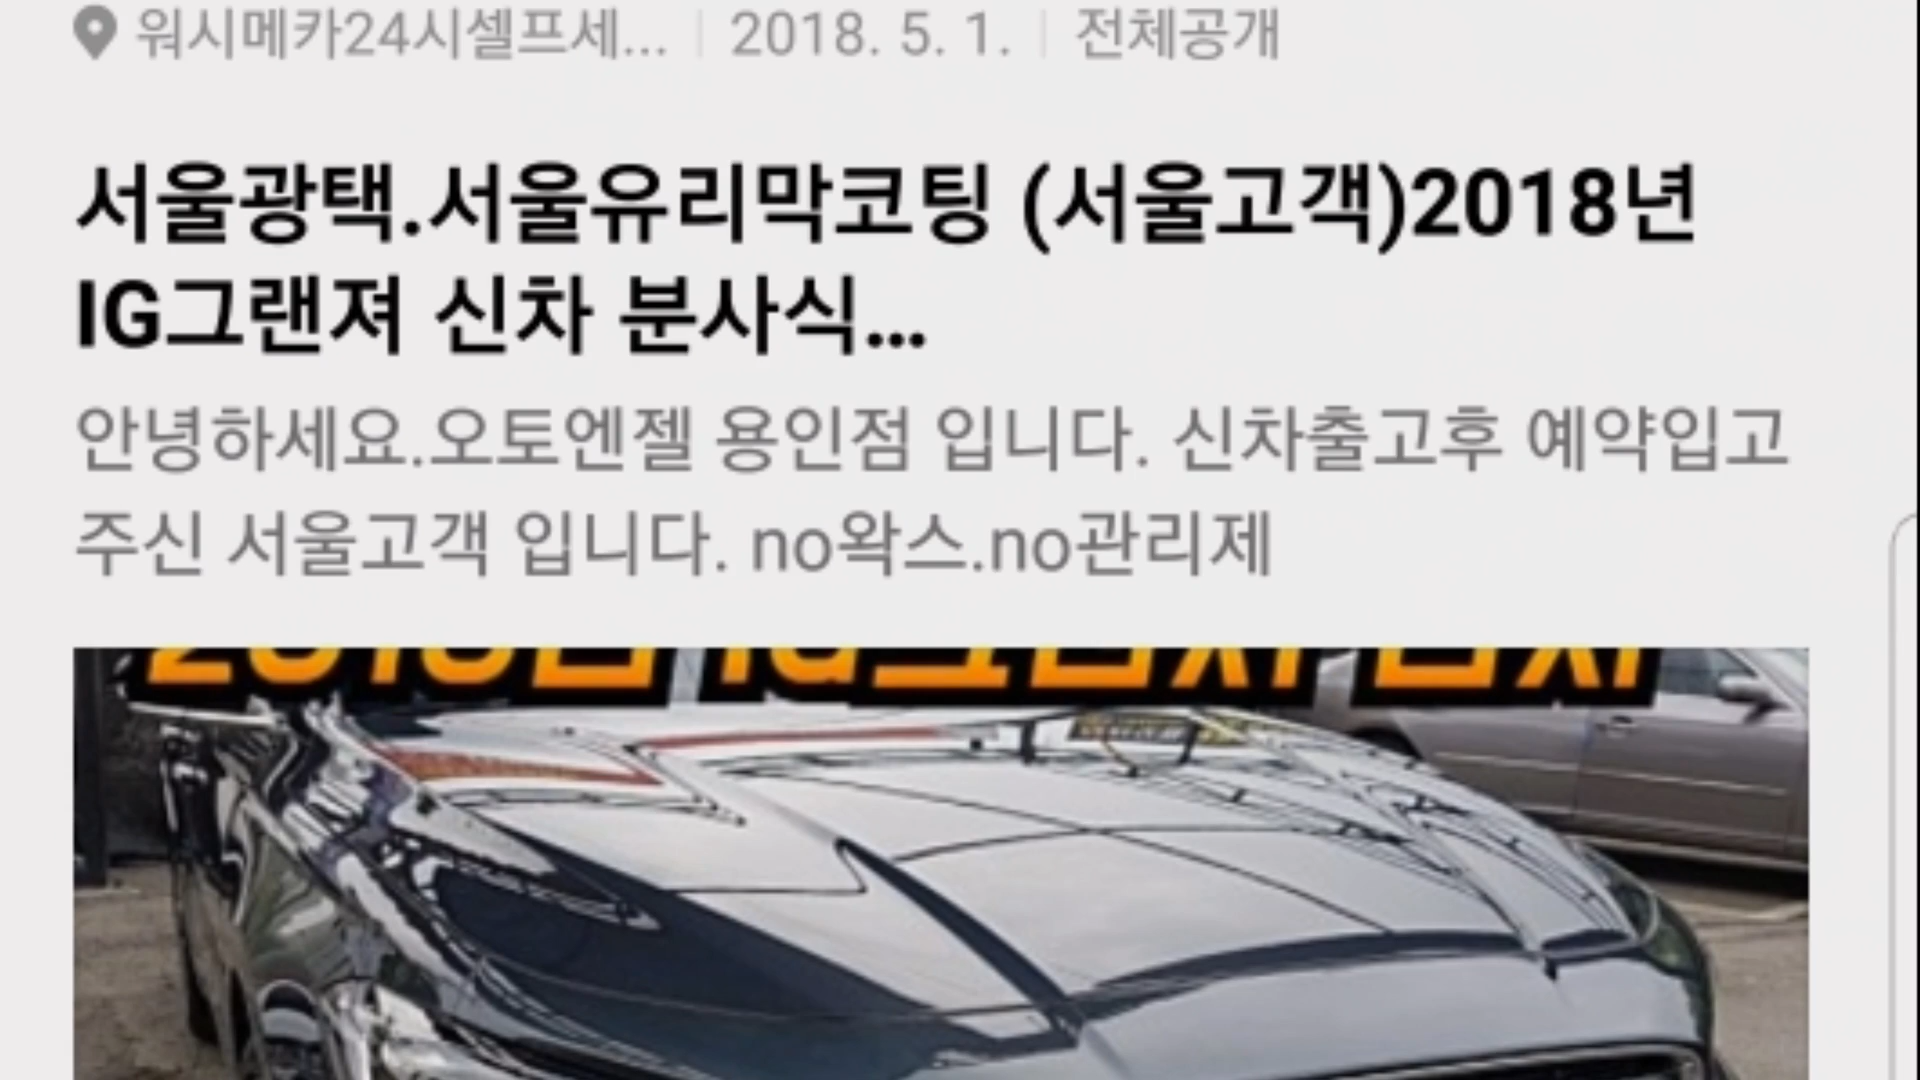 워시메카24시셀프세... 2018. 5. 1. 전체공개
서울광택.서울유리막코팅 (서울고객)2018년
IG그랜져 신차 분사식...
안녕하세요.오토엔젤 용인점 입니다. 신차출고후 예약입고
주신 서울고객 입니다. no왁스.no관리제